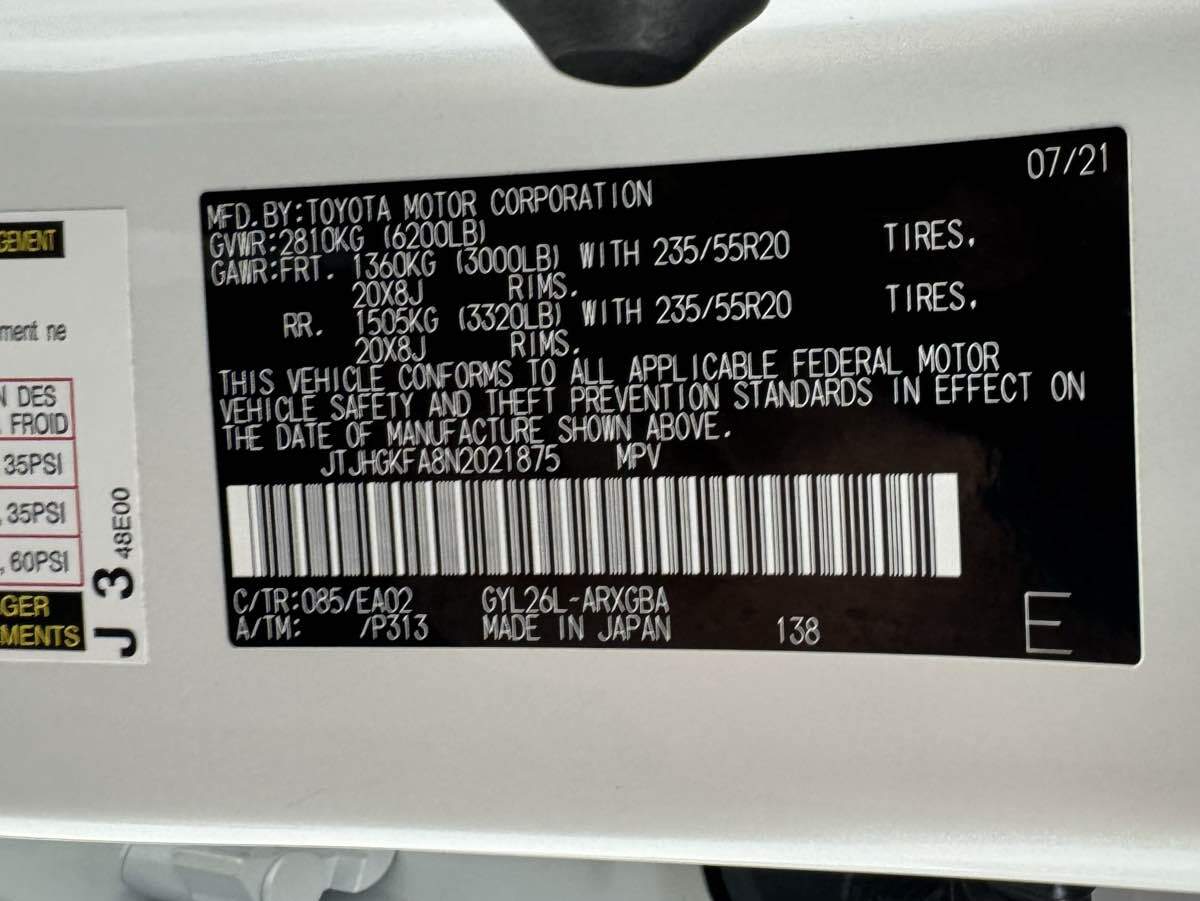 07/21
MFD.BY:TOYOTA MOTOR CORPORATION
GVWR:2810KG (6200LB)
GAWR:FRT. 1360KG (3000LB) WITH 235/55R20 TIRES.
20X8J RIMS.
RR. 1505KG (3320LB) WITH 235/55R20 TIRES.
20X8J RIMS.
THIS VEHICLE CONFORMS TO ALL APPLICABLE FEDERAL MOTOR
VEHICLE SAFETY AND THEFT PREVENTION STANDARDS IN EFFECT ON
THE DATE OF MANUFACTURE SHOWN ABOVE.
JTJHGKFA8N2021875 MPV
C/TR:085/EA02 GYL26L-ARXGBA
A/TM: /P313 MADE IN JAPAN 138 E
GEMENT
ment ne
N DES
FROID
35PSI
, 35PSI
, 60PSI
GER
MENTS
J 3 48E00